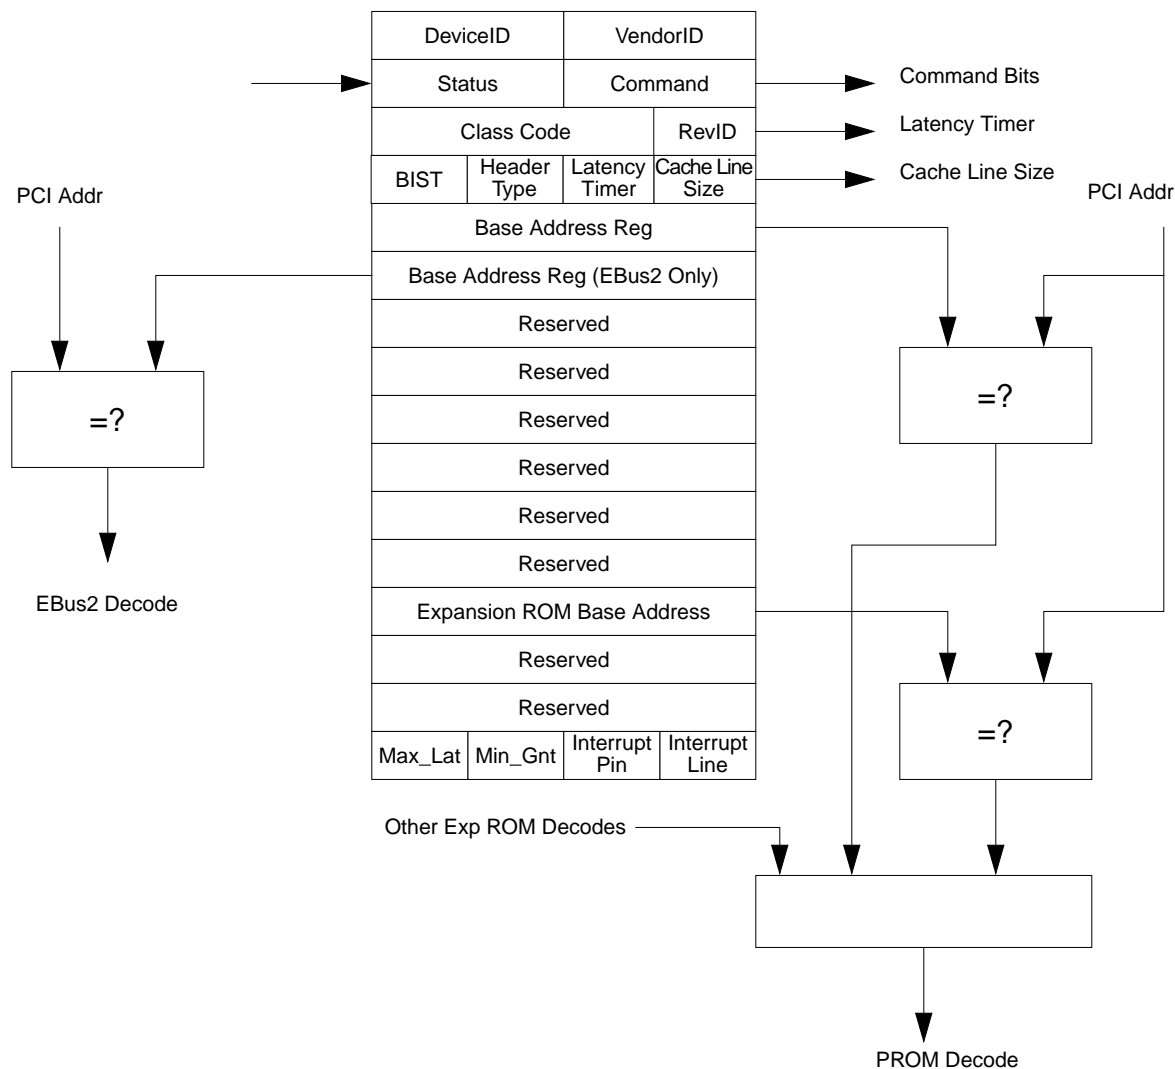 DeviceID VendorID
Status Command Command Bits
Class Code RevID Latency Timer
BIST Header Type Latency Timer Cache Line Size Cache Line Size
PCI Addr PCI Addr
Base Address Reg
Base Address Reg (EBus2 Only)
Reserved
Reserved
=? =?
Reserved
Reserved
Reserved
Reserved
EBus2 Decode Expansion ROM Base Address
Reserved
Reserved
=?
Max_Lat Min_Gnt Interrupt Pin Interrupt Line
Other Exp ROM Decodes
PROM Decode